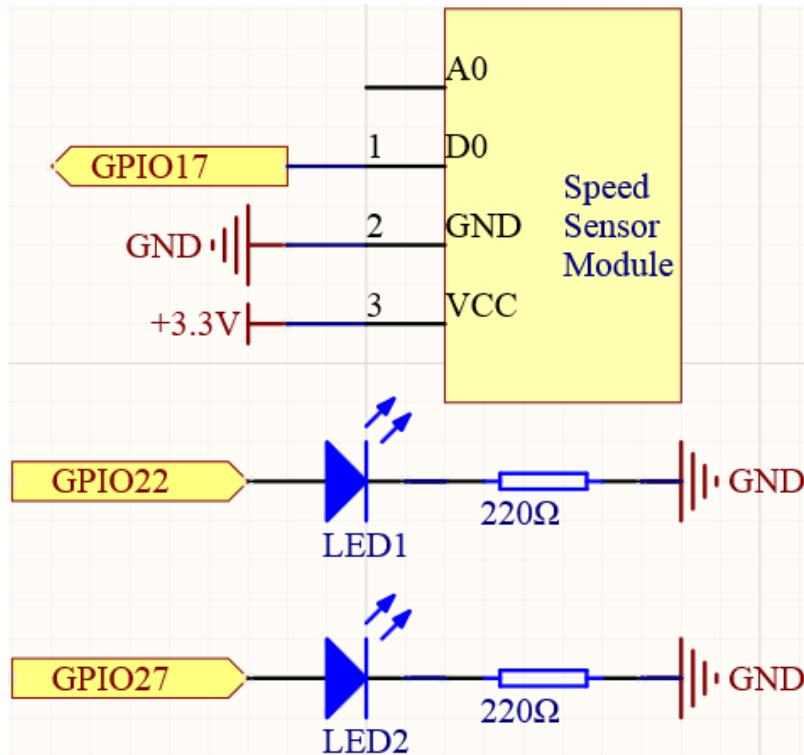 A0
GPIO17
1
D0
GND
2
GND
+3.3V
3
VCC
Speed
Sensor
Module
GPIO22
LED1
220Ω
GND
GPIO27
LED2
220Ω
GND